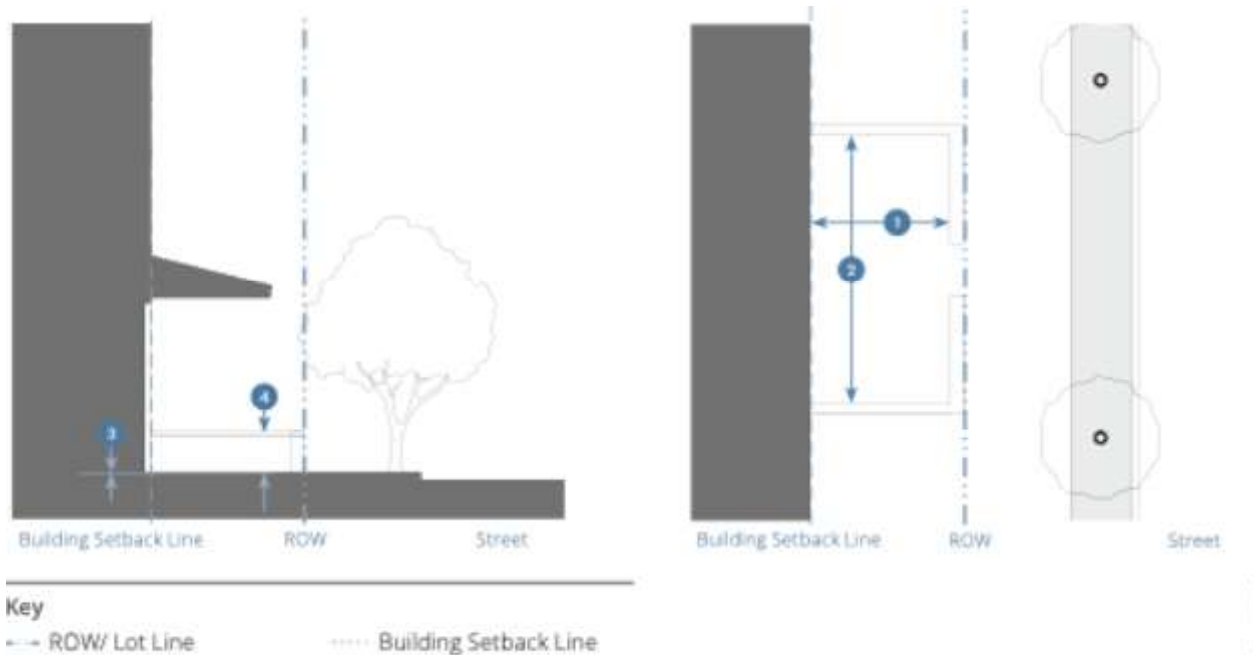 1
2
4
3
Building Setback Line ROW Street
Building Setback Line ROW Street
Key
ROW/ Lot Line
Building Setback Line